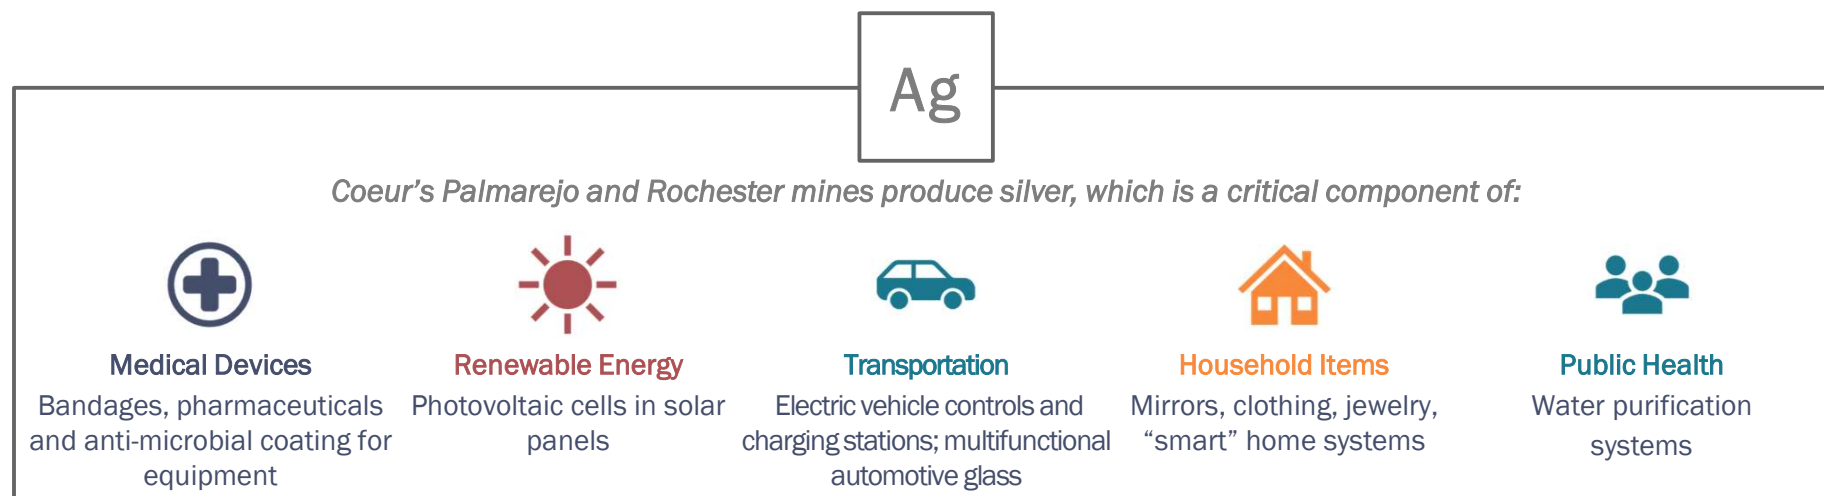 Ag
Coeur's Palmarejo and Rochester mines produce silver, which is a critical component of:
Medical Devices
Bandages, pharmaceuticals
and anti-microbial coating for
equipment
Renewable Energy
Photovoltaic cells in solar
panels
Transportation
Electric vehicle controls and
charging stations; multifunctional
automotive glass
Household Items
Mirrors, clothing, jewelry,
“smart” home systems
Public Health
Water purification
systems